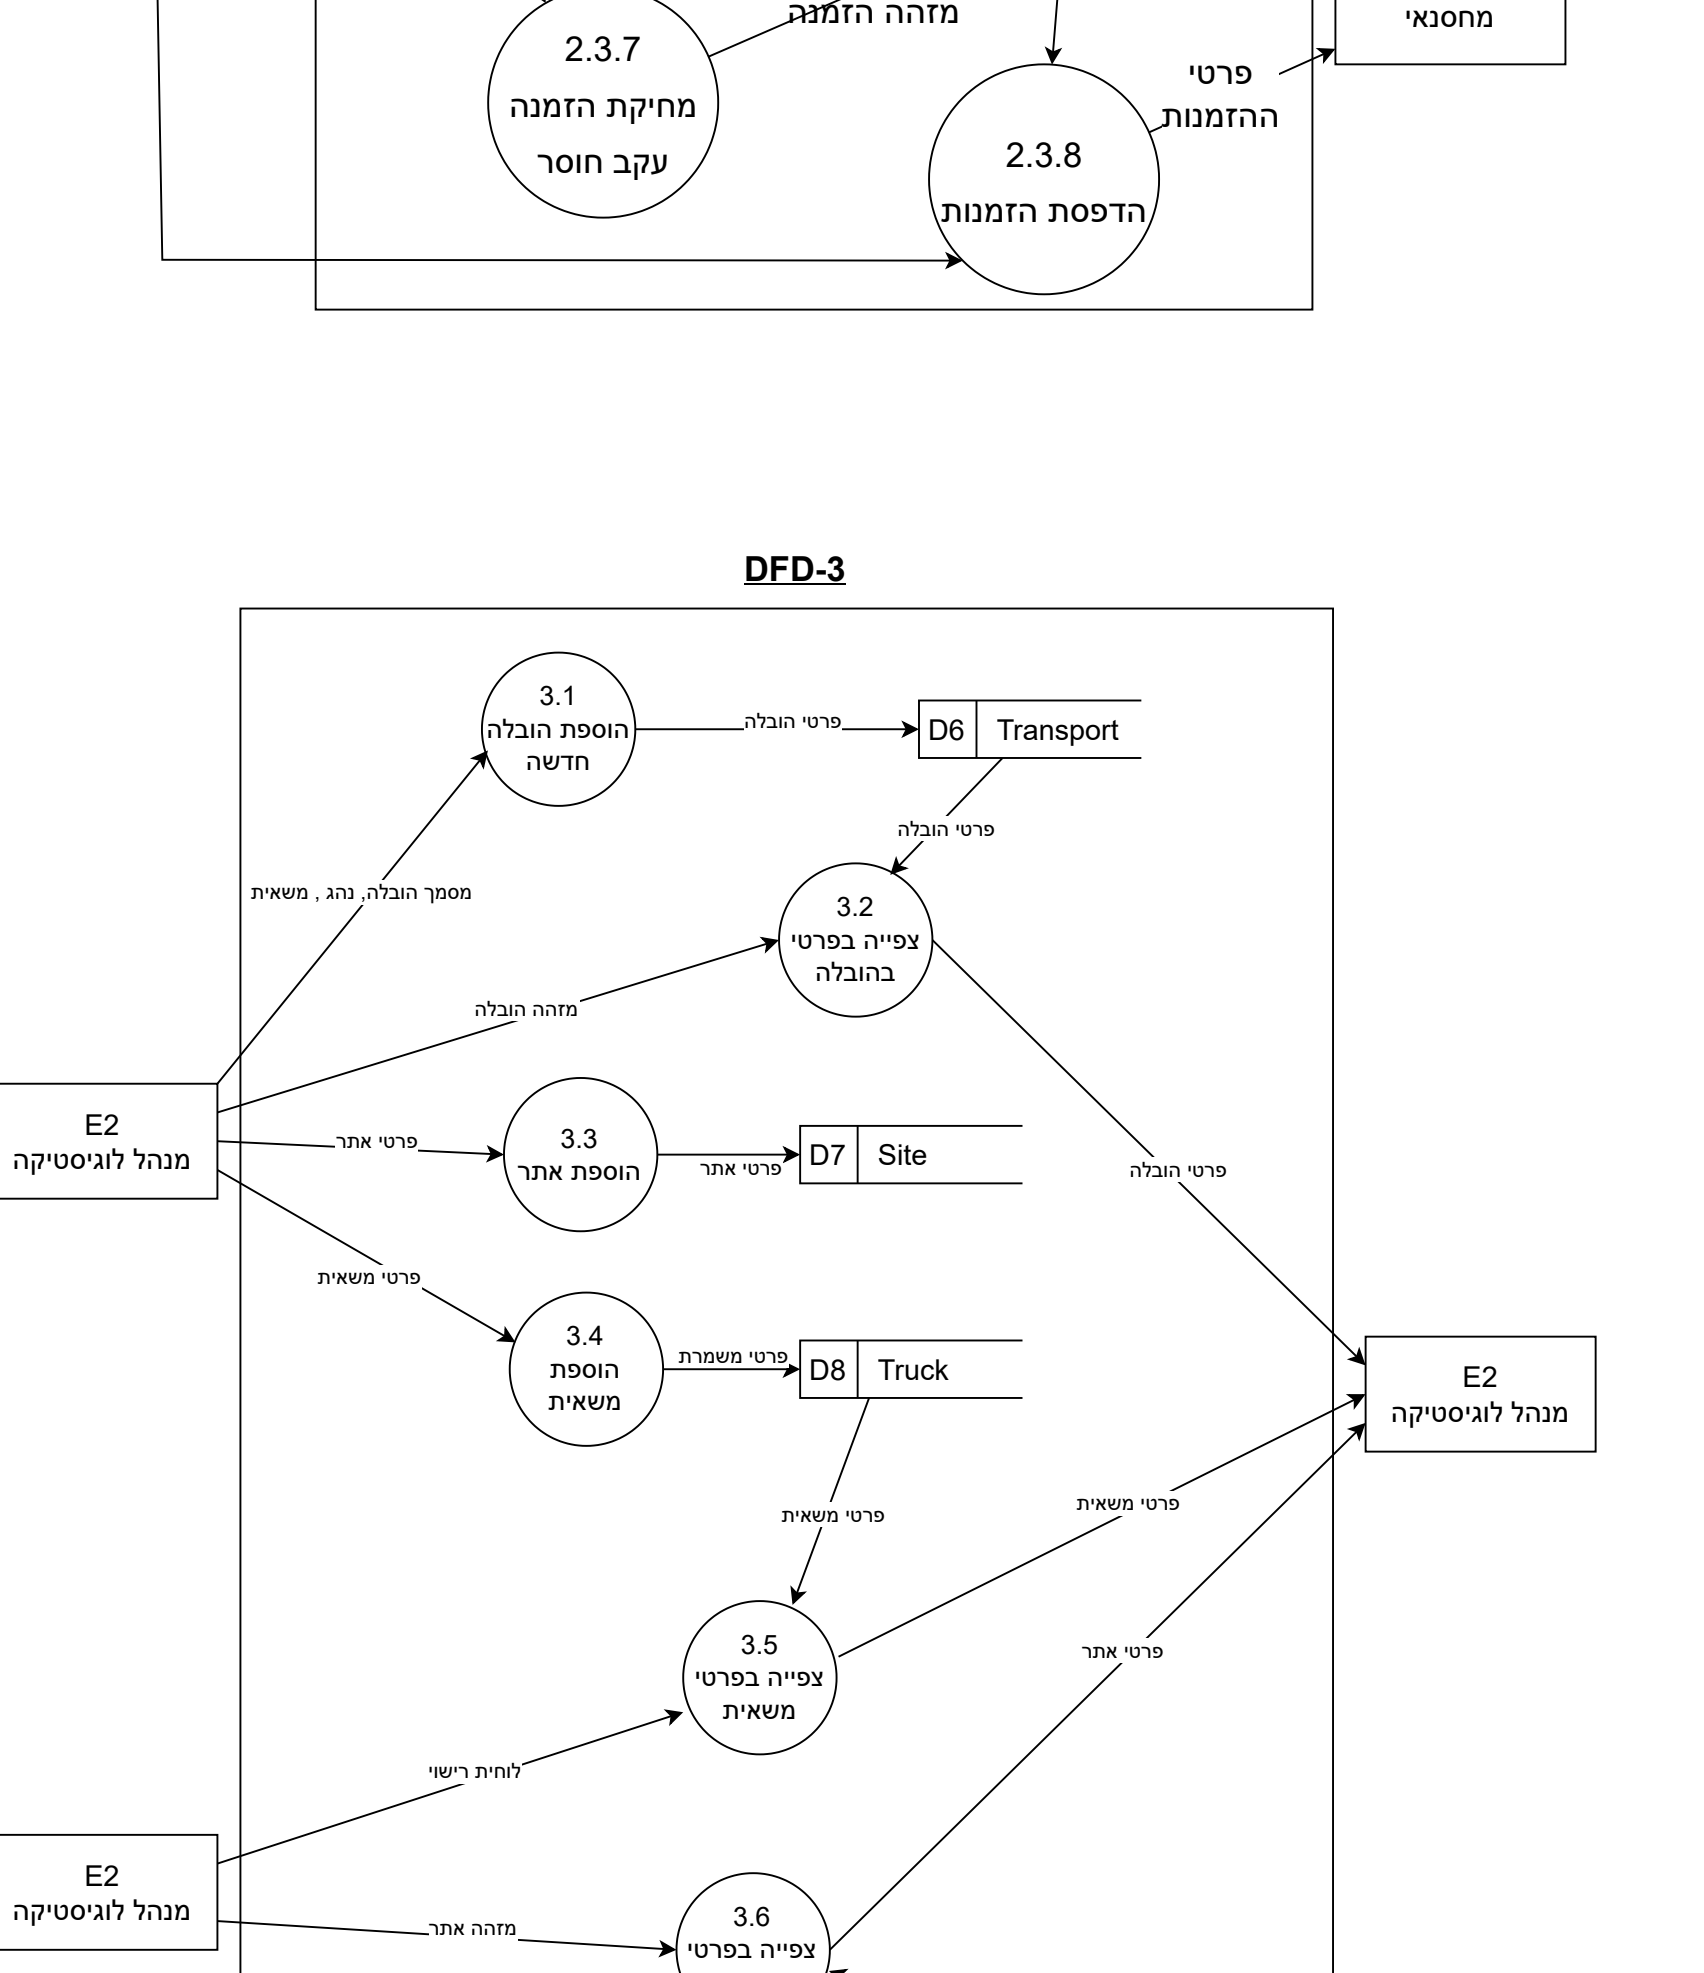 מזהה הזמנה
מחסנאי
2.3.7
מחיקת הזמנה
עקב חוסר
פרטי
ההזמנות
2.3.8
הדפסת הזמנות
DFD-3
3.1
הוספת הובלה
חדשה
פרטי הובלה
D6
Transport
פרטי הובלה
מסמך הובלה, נהג , משאית
3.2
צפייה בפרטי
בהובלה
מזהה הובלה
E2
מנהל לוגיסטיקה
פרטי אתר
3.3
הוספת אתר
פרטי אתר
D7
Site
פרטי הובלה
פרטי משאית
3.4
הוספת
משאית
פרטי משמרת
D8
Truck
E2
מנהל לוגיסטיקה
פרטי משאית
פרטי משאית
3.5
צפייה בפרטי
משאית
פרטי אתר
לוחית רישוי
E2
מנהל לוגיסטיקה
מזהה אתר
3.6
צפייה בפרטי